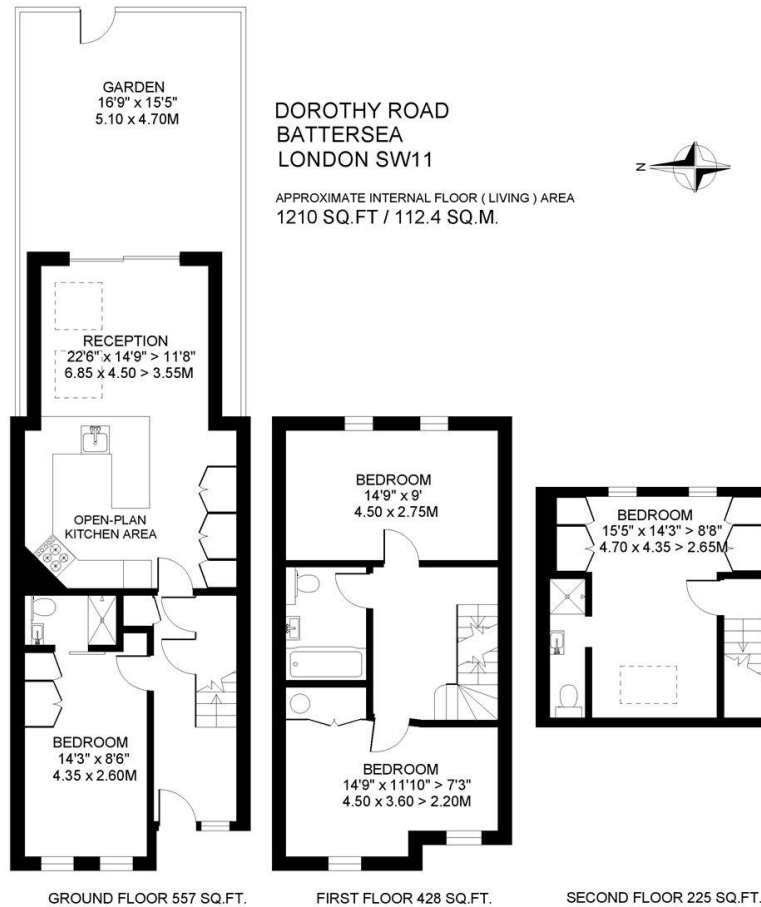 GARDEN
16'9" x 15'5"
5.10 x 4.70M
DOROTHY ROAD
BATTERSEA
LONDON SW11
N
APPROXIMATE INTERNAL FLOOR ( LIVING ) AREA
1210 SQ.FT / 112.4 SQ.M.
RECEPTION
22'6" x 14'9" > 11'8"
6.85 x 4.50 > 3.55M
OPEN-PLAN
KITCHEN AREA
BEDROOM
14'3" x 8'6"
4.35 x 2.60M
GROUND FLOOR 557 SQ.FT.
BEDROOM
14'9" x 9'
4.50 x 2.75M
BEDROOM
14'9" x 11'10" > 7'3"
4.50 x 3.60 > 2.20M
FIRST FLOOR 428 SQ.FT.
BEDROOM
15'5" x 14'3" > 8'8"
4.70 x 4.35 > 2.65M
SECOND FLOOR 225 SQ.FT.